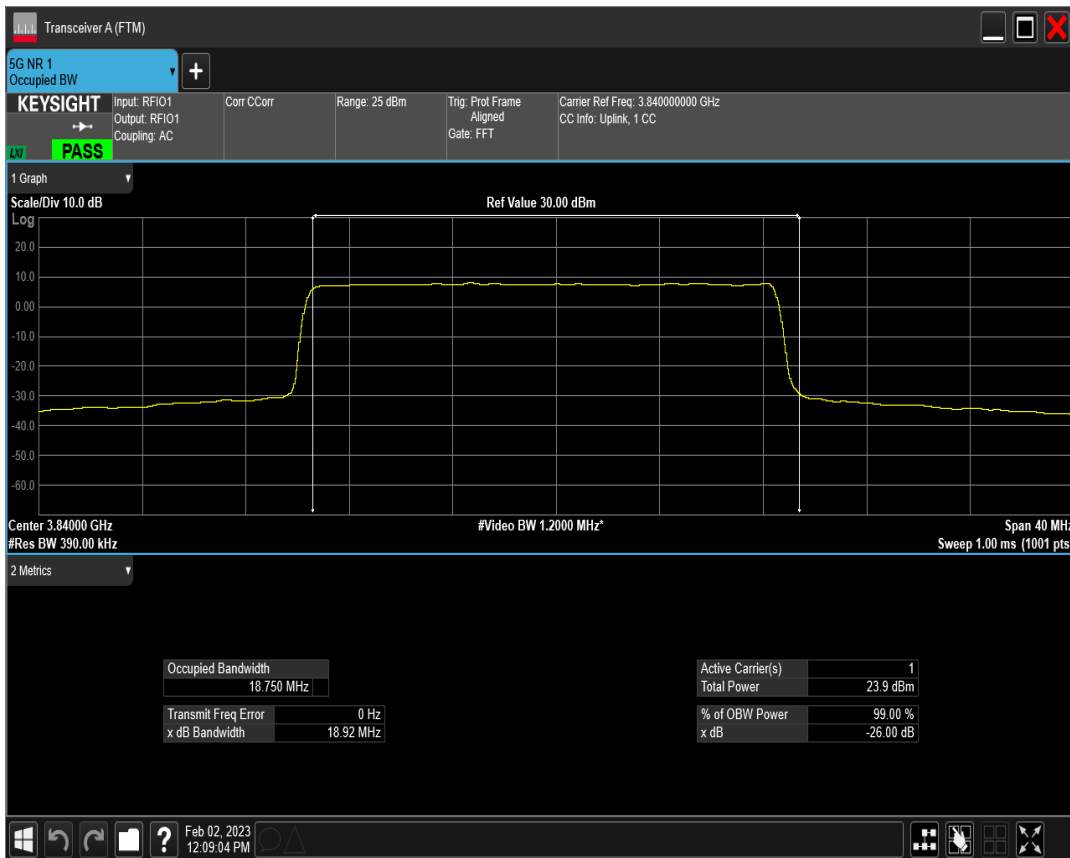 Transceiver A (FTM)
5G NR 1
Occupied BW
+
KEYSIGHT
LXI
PASS
Input: RFIO1
Output: RFIO1
Coupling: AC
Corr CCorr
Range: 25 dBm
Trig: Prot Frame
Aligned
Gate: FFT
Carrier Ref Freq: 3.840000000 GHz
CC Info: Uplink, 1 CC
1 Graph
Scale/Div 10.0 dB
Ref Value 30.00 dBm
Log
20.0
10.0
0.00
-10.0
-20.0
-30.0
-40.0
-50.0
-60.0
Center 3.84000 GHz
#Video BW 1.2000 MHz*
Span 40 MHz
#Res BW 390.00 kHz
Sweep 1.00 ms (1001 pts
2 Metrics
Occupied Bandwidth
18.750 MHz
Transmit Freq Error 0 Hz
x dB Bandwidth 18.92 MHz
Active Carrier(s) 1
Total Power 23.9 dBm
% of OBW Power 99.00 %
x dB -26.00 dB
?
Feb 02, 2023
12:09:04 PM